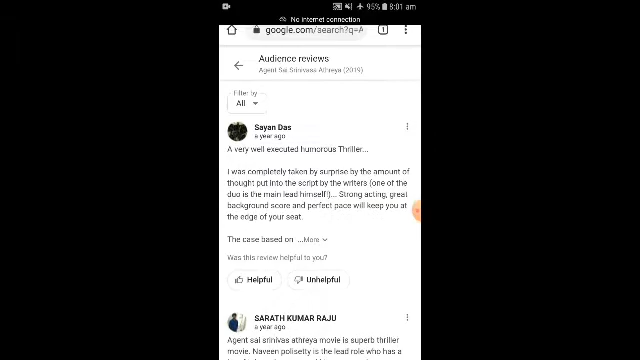 95% 8:01 am
No internet connection
google.com/search?q=A
1
Audience reviews
Agent Sai Srinivasa Athreya (2019)
Filter by
All
Sayan Das
a year ago
A very well executed humorous Thriller...
I was completely taken by surprise by the amount of
thought put into the script by the writers (one of the
duo is the main lead himself!)... Strong acting, great
background score and perfect pace will keep you at
the edge of your seat.
The case based on ...More
Was this review helpful to you?
Helpful
Unhelpful
SARATH KUMAR RAJU
a year ago
Agent sai srinivas athreya movie is superb thriller
movie. Naveen polisetty is the lead role who has a